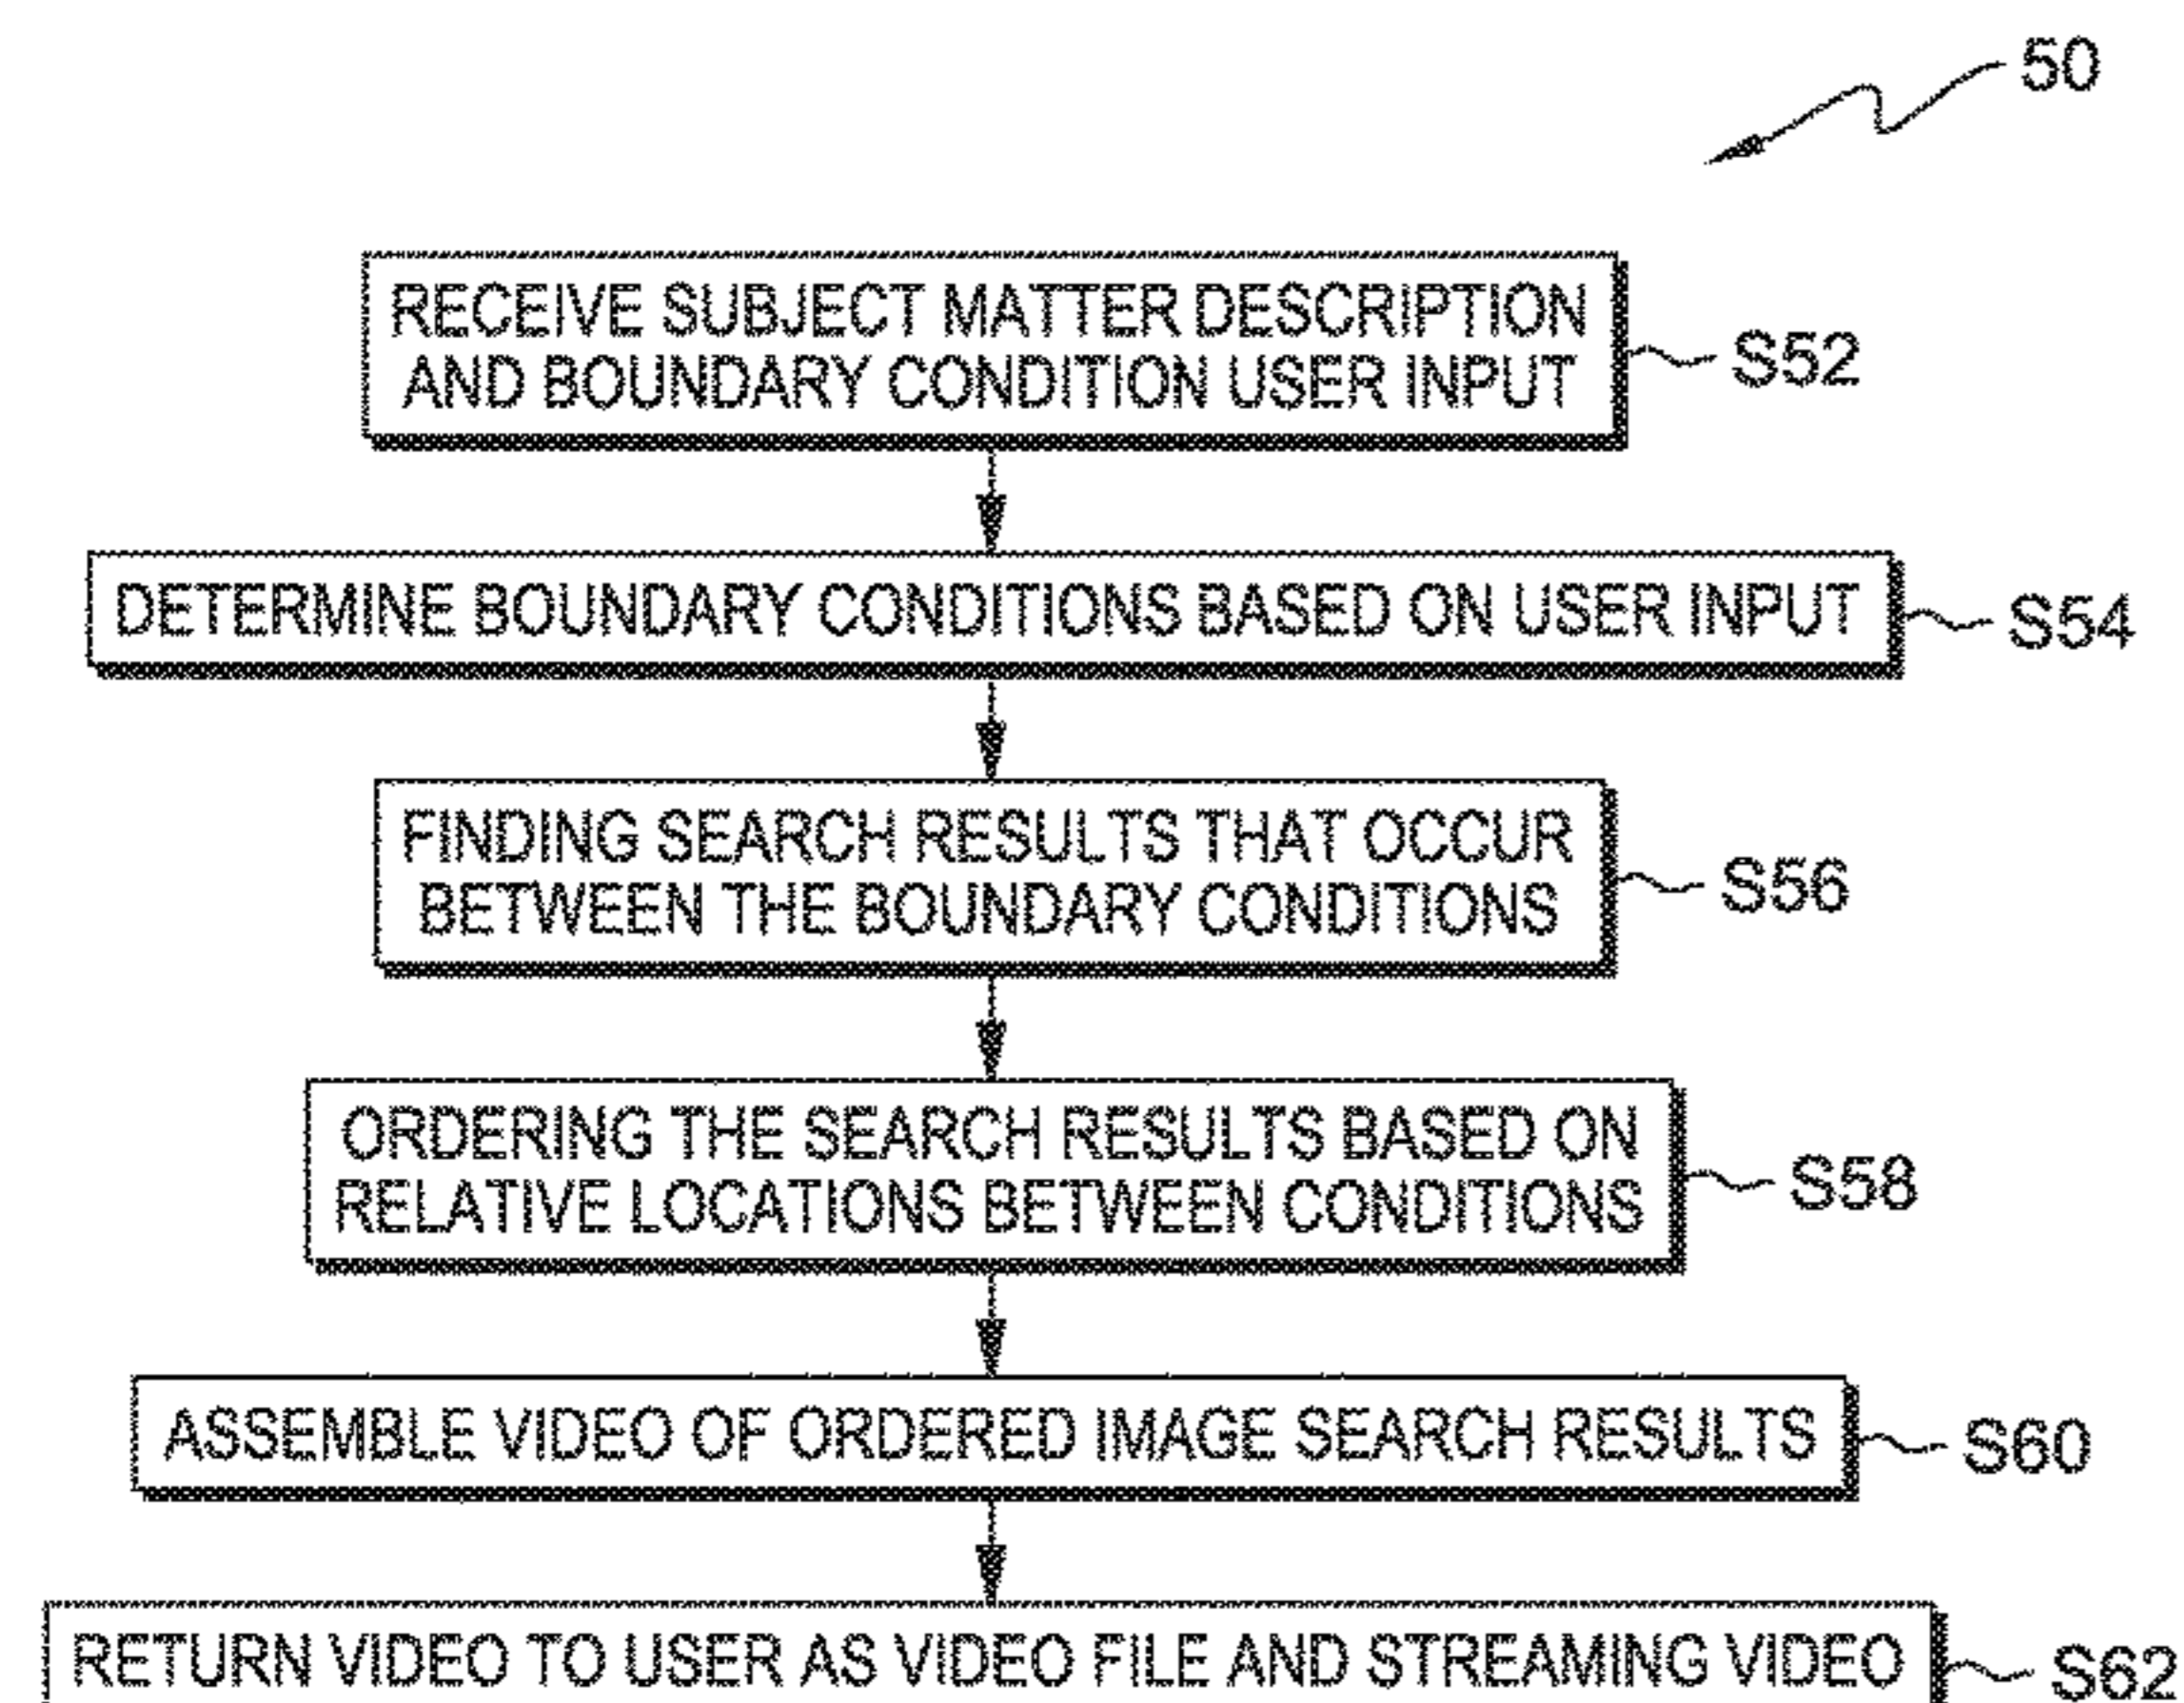 50
RECEIVE SUBJECT MATTER DESCRIPTION
AND BOUNDARY CONDITION USER INPUT
S52
DETERMINE BOUNDARY CONDITIONS BASED ON USER INPUT
S54
FINDING SEARCH RESULTS THAT OCCUR
BETWEEN THE BOUNDARY CONDITIONS
S56
ORDERING THE SEARCH RESULTS BASED ON
RELATIVE LOCATIONS BETWEEN CONDITIONS
S58
ASSEMBLE VIDEO OF ORDERED IMAGE SEARCH RESULTS
S60
RETURN VIDEO TO USER AS VIDEO FILE AND STREAMING VIDEO
S62